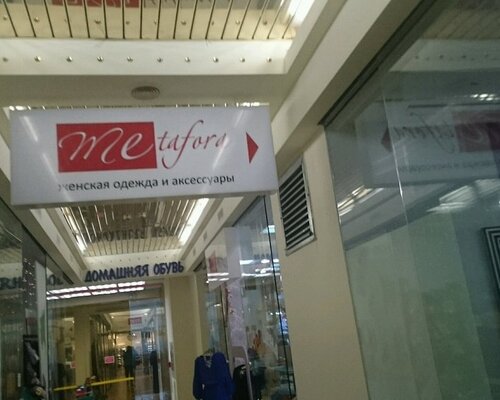 metafora
женская одежда и аксессуары
ДОМАШНЯЯ ОБУВЬ